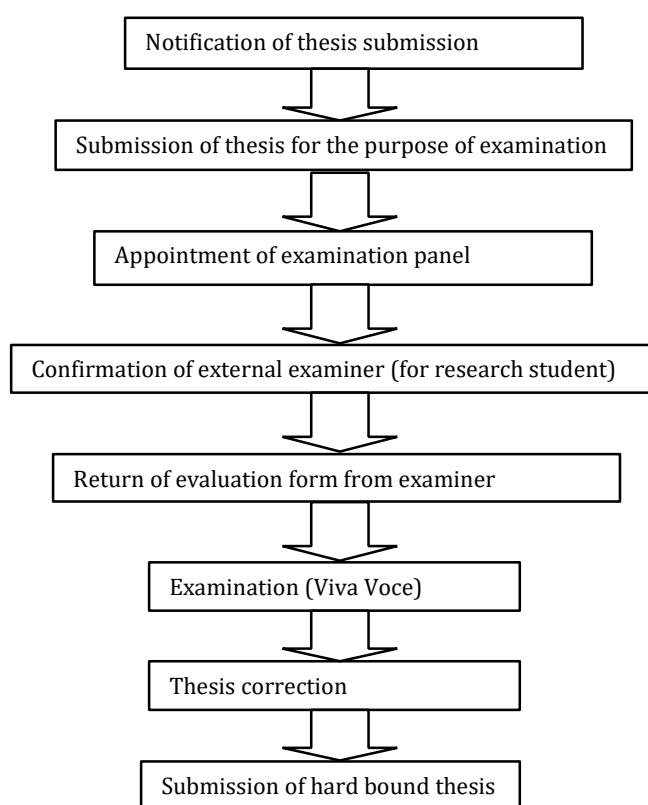 Notification of thesis submission
Submission of thesis for the purpose of examination
Appointment of examination panel
Confirmation of external examiner (for research student)
Return of evaluation form from examiner
Examination (Viva Voce)
Thesis correction
Submission of hard bound thesis